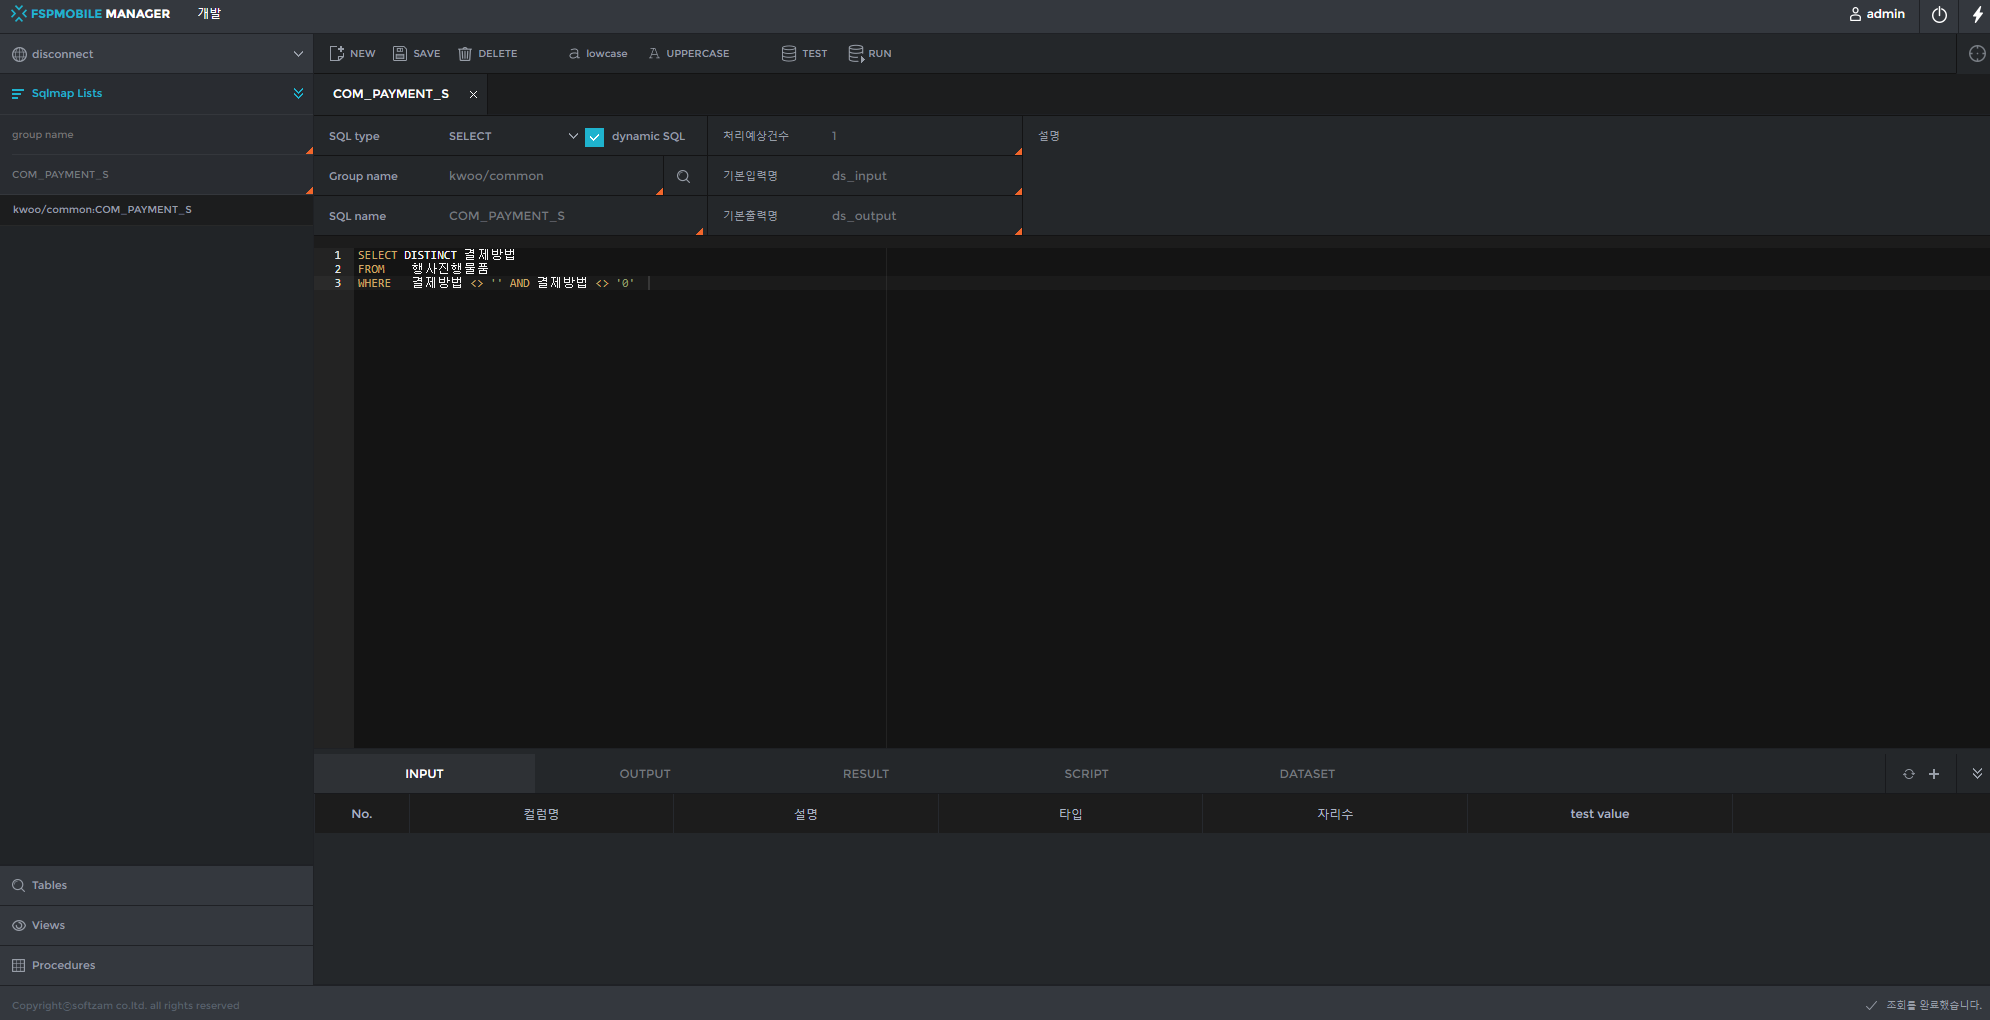 FSPMOBILE MANAGER 개발 admin
disconnect
NEW SAVE DELETE lowcase UPPERCASE TEST RUN
Sqlmap Lists
group name
COM_PAYMENT_S
kwoo/common:COM_PAYMENT_S
COM_PAYMENT_S
SQL type SELECT dynamic SQL 처리예상건수 1 설명
Group name kwoo/common 기본입력명 ds_input
SQL name COM_PAYMENT_S 기본출력명 ds_output
1 SELECT DISTINCT 결제방법
2 FROM 행사진행물품
3 WHERE 결제방법 <> '' AND 결제방법 <> '0'
INPUT OUTPUT RESULT SCRIPT DATASET
No. 컬럼명 설명 타입 자리수 test value
Tables
Views
Procedures
Copyrightⓒsoftzam co.ltd. all rights reserved 조회를 완료했습니다.